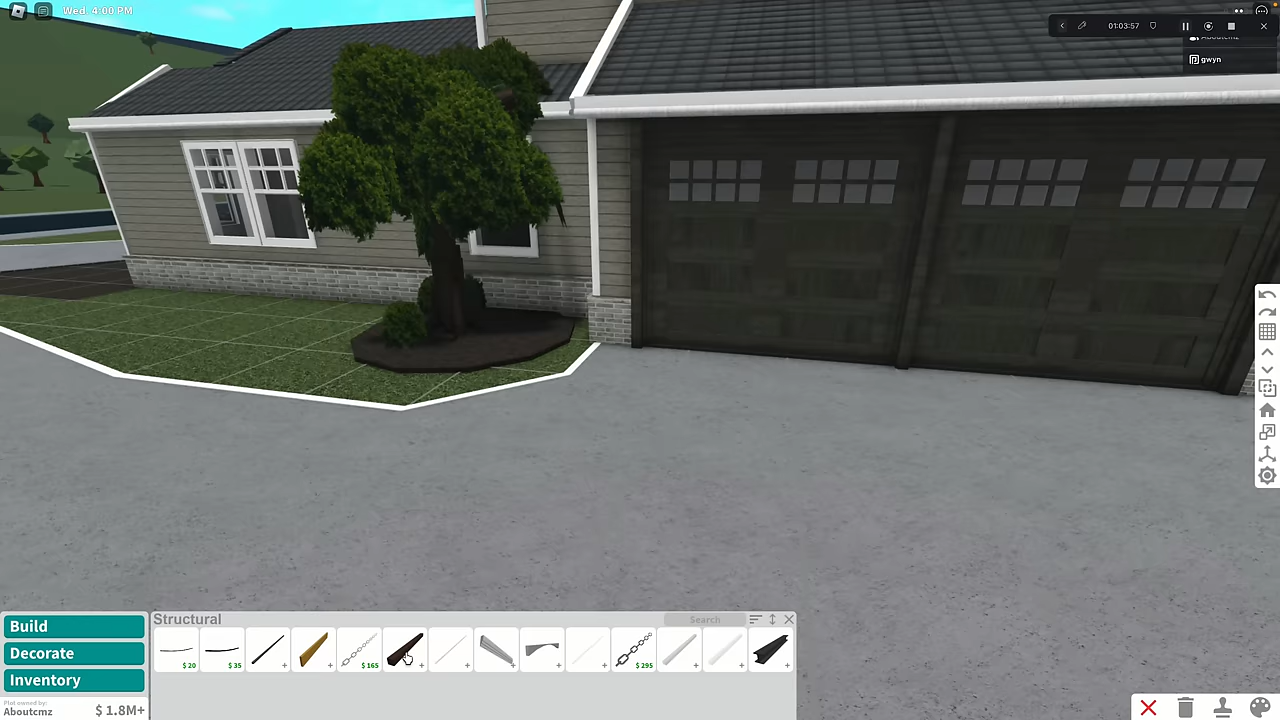 Wed. 4:00 PM
01:03:57
Aboutcmz
gwyn
Build
Decorate
Inventory
Plot owned by:
Aboutcmz
$ 1.8M+
Structural
Search
$ 20
$ 35
$ 165
$ 295